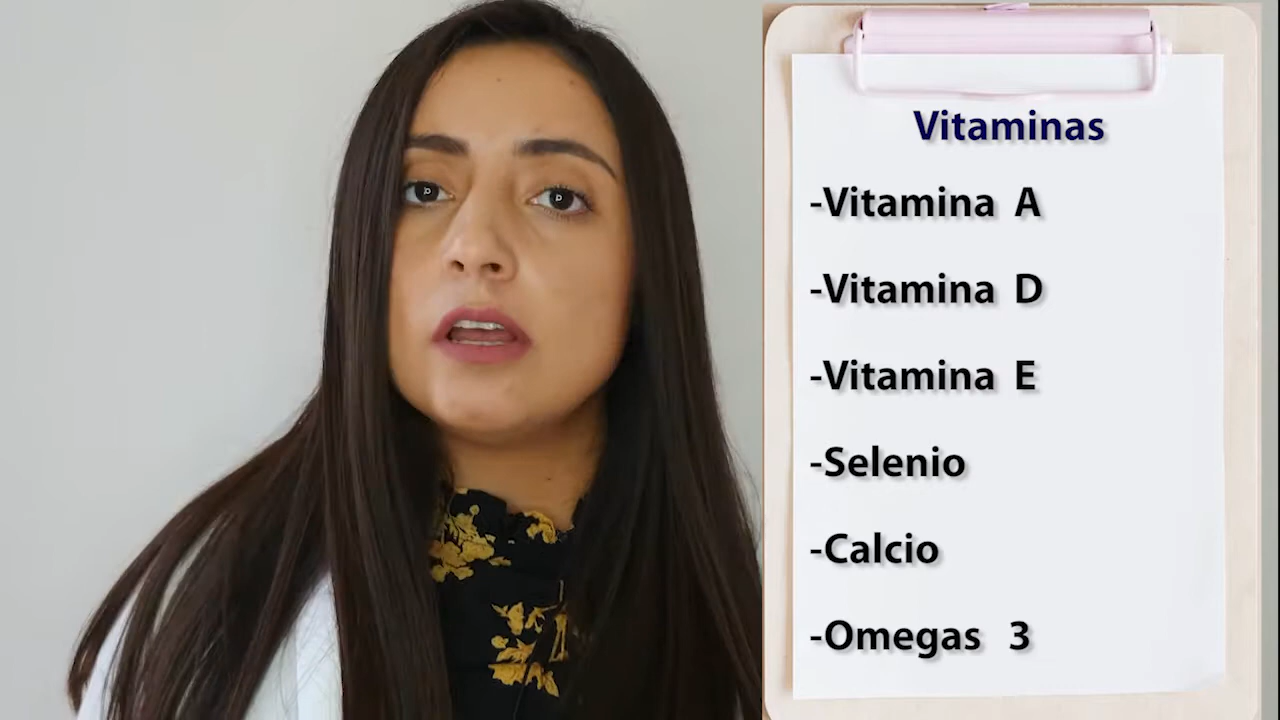 Vitaminas
-Vitamina A
-Vitamina D
-Vitamina E
-Selenio
-Calcio
-Omegas 3